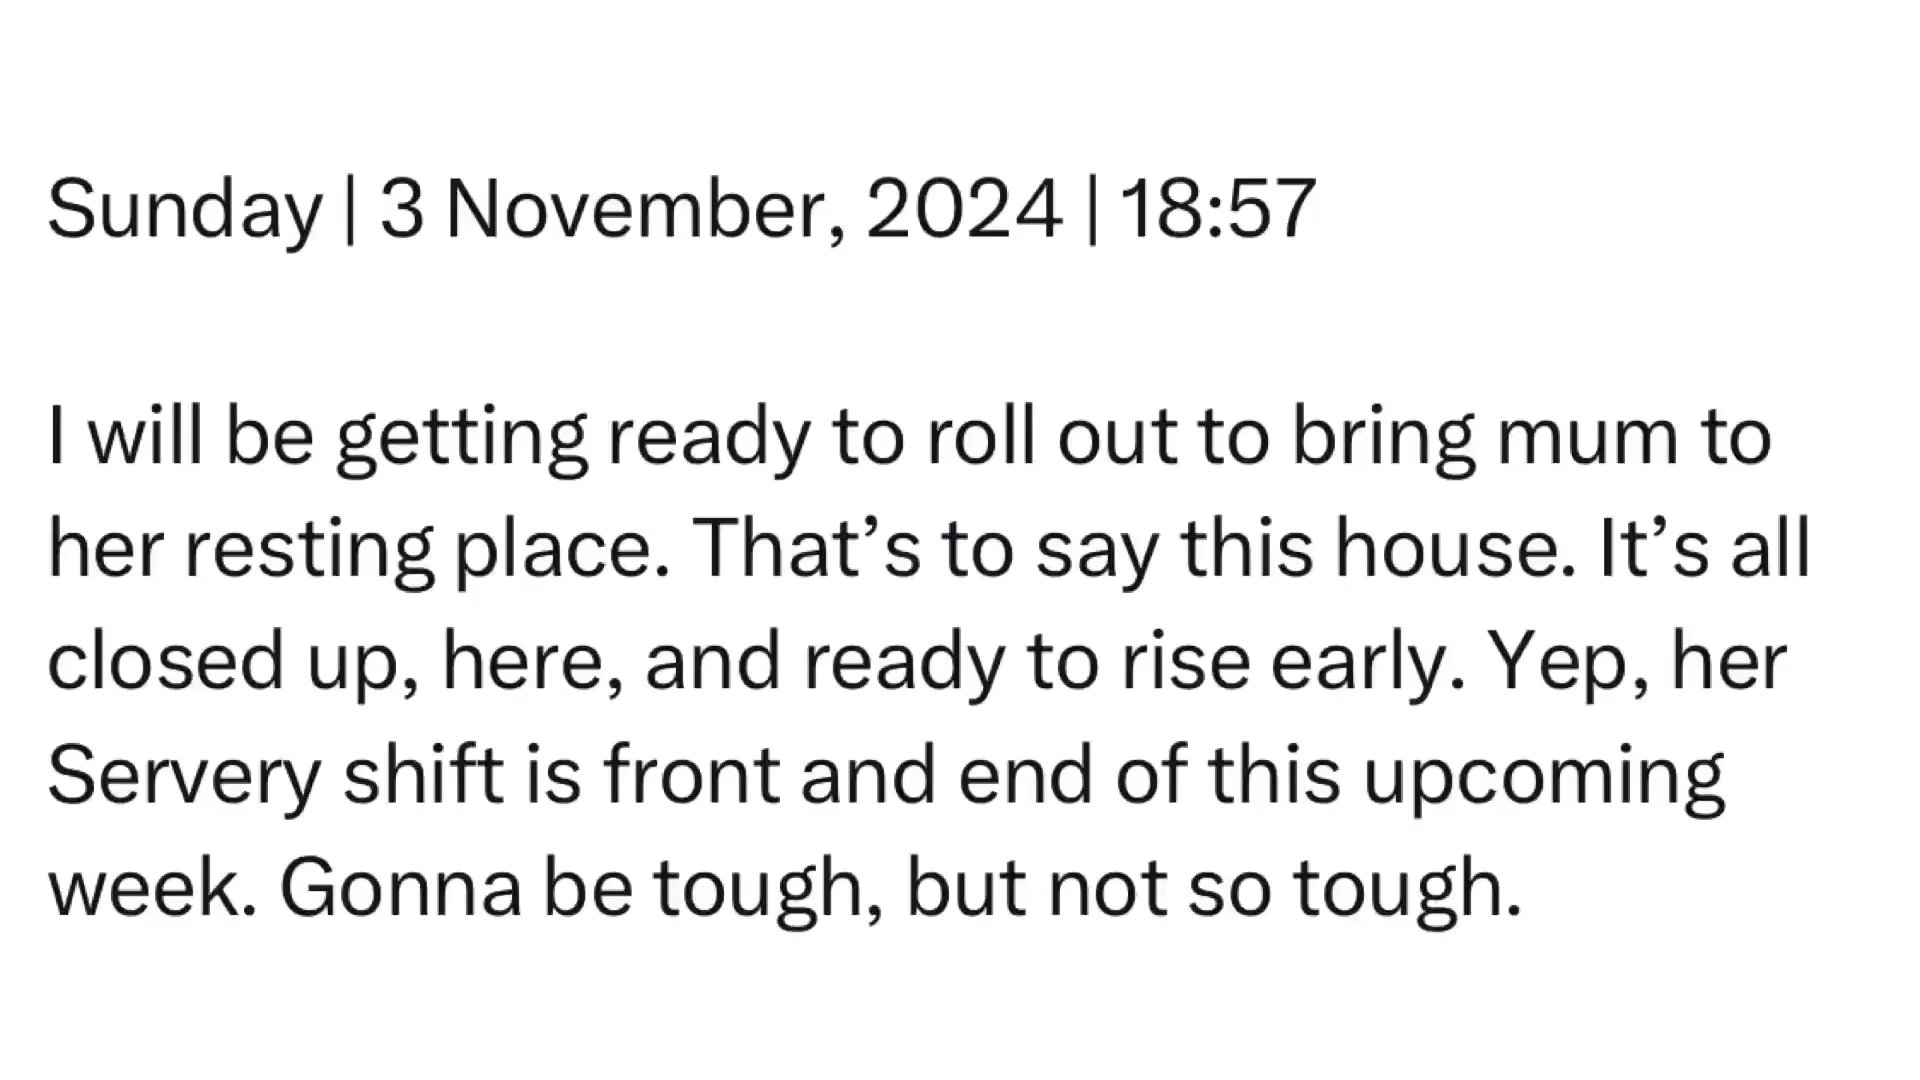 Sunday | 3 November, 2024 | 18:57
I will be getting ready to roll out to bring mum to
her resting place. That’s to say this house. It’s all
closed up, here, and ready to rise early. Yep, her
Servery shift is front and end of this upcoming
week. Gonna be tough, but not so tough.